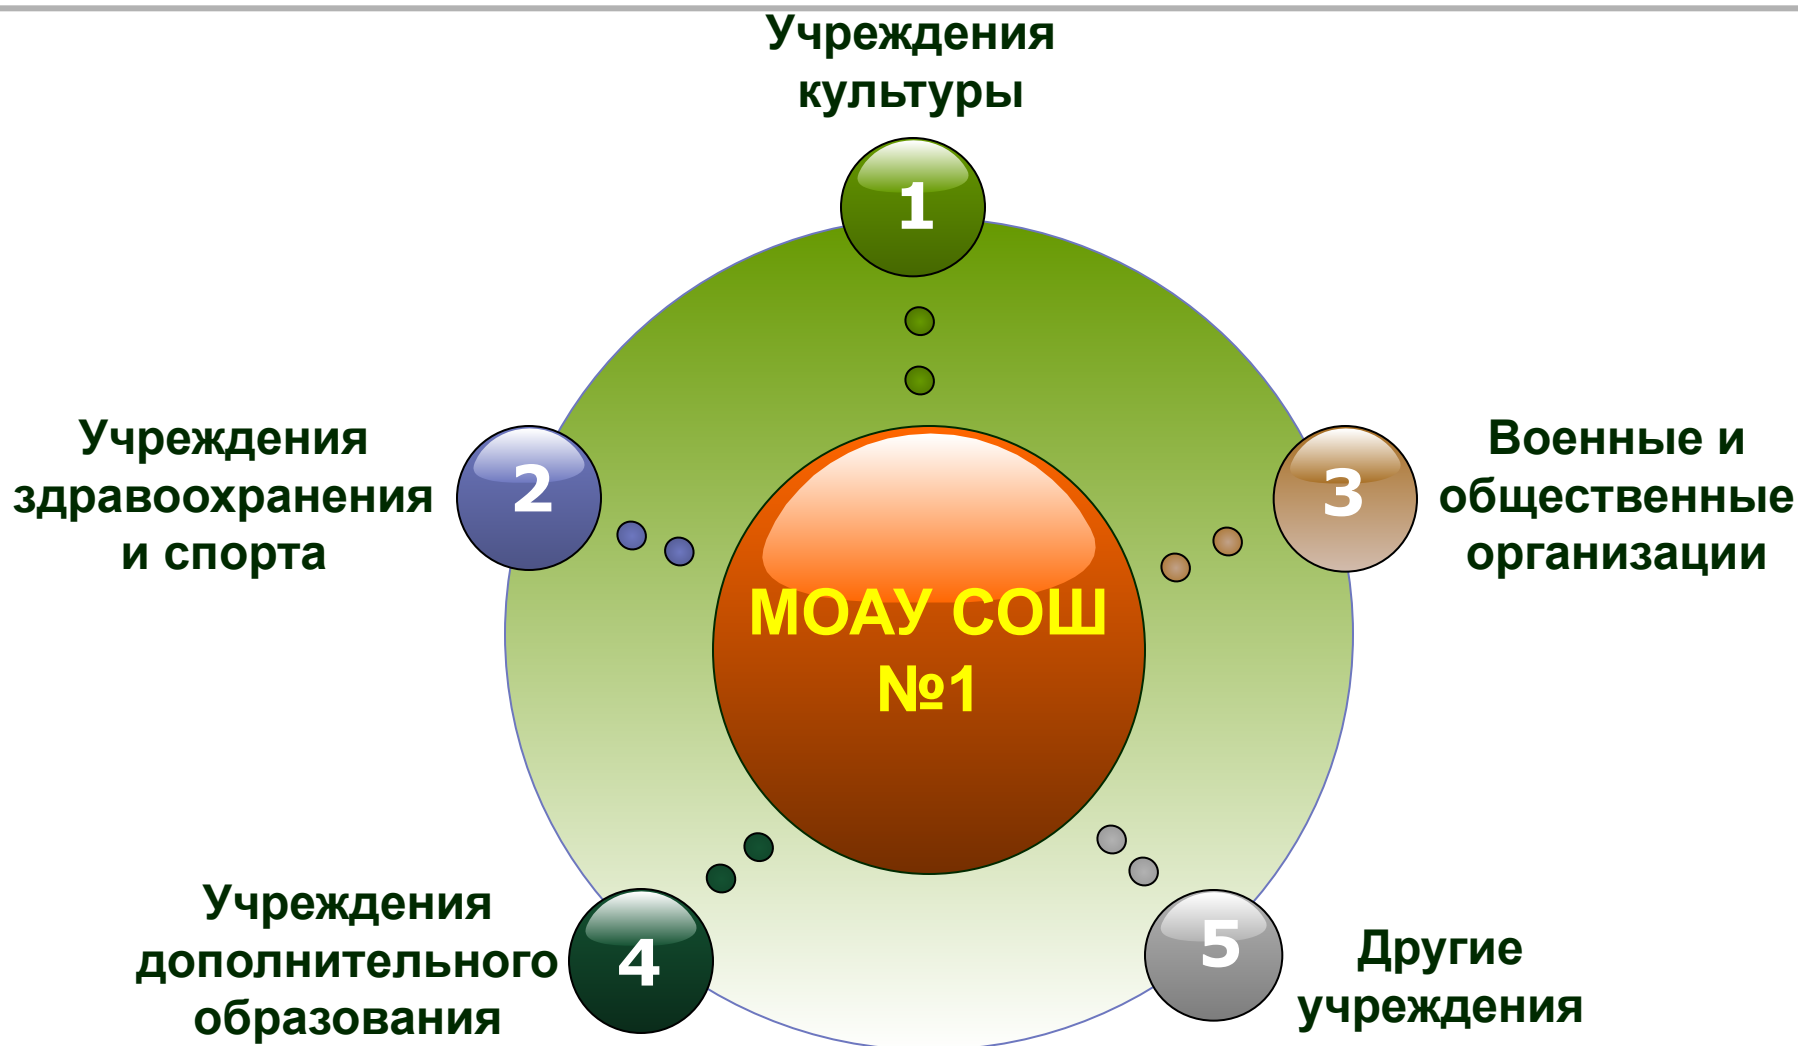 Учреждения
культуры
1
Учреждения
здравоохранения
и спорта
2
3
Военные и
общественные
организации
МОАУ СОШ
№1
Учреждения
дополнительного
образования
4
5
Другие
учреждения